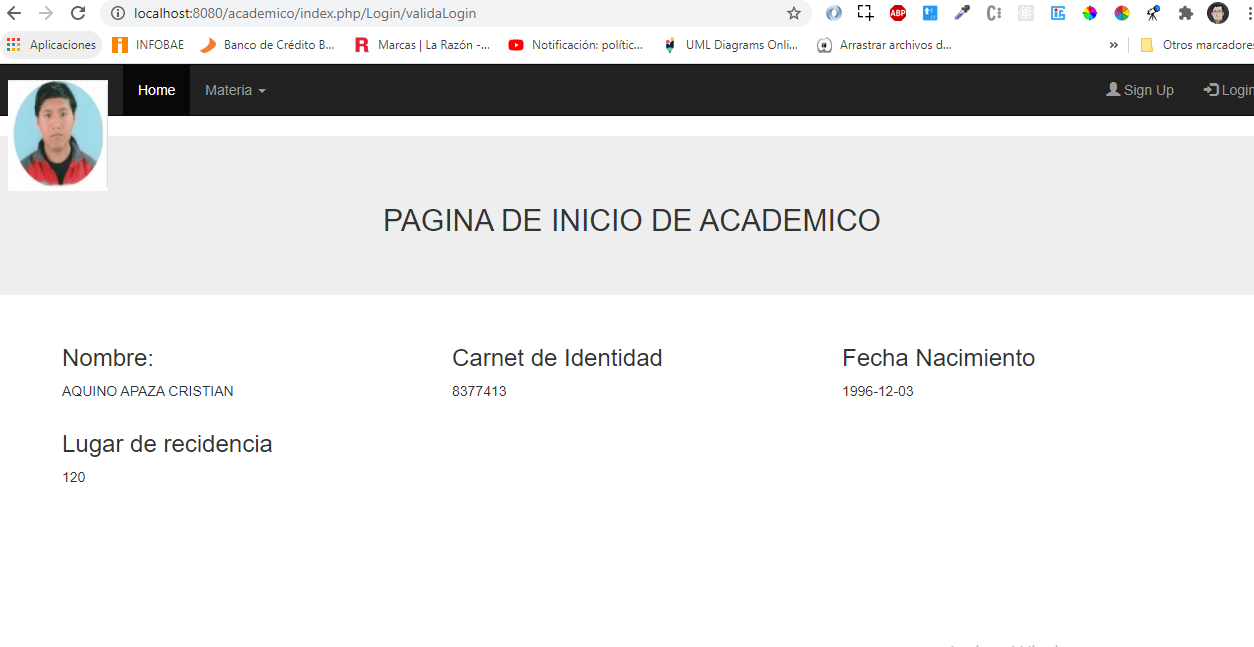 localhost:8080/academico/index.php/Login/validaLogin
ABP
Aplicaciones INFOBAE Banco de Crédito B... Marcas | La Razón -... Notificación: polític... UML Diagrams Onli... Arrastrar archivos d... » Otros marcadores
Home Materia Sign Up Login
PAGINA DE INICIO DE ACADEMICO
Nombre: Carnet de Identidad Fecha Nacimiento
AQUINO APAZA CRISTIAN 8377413 1996-12-03
Lugar de recidencia
120